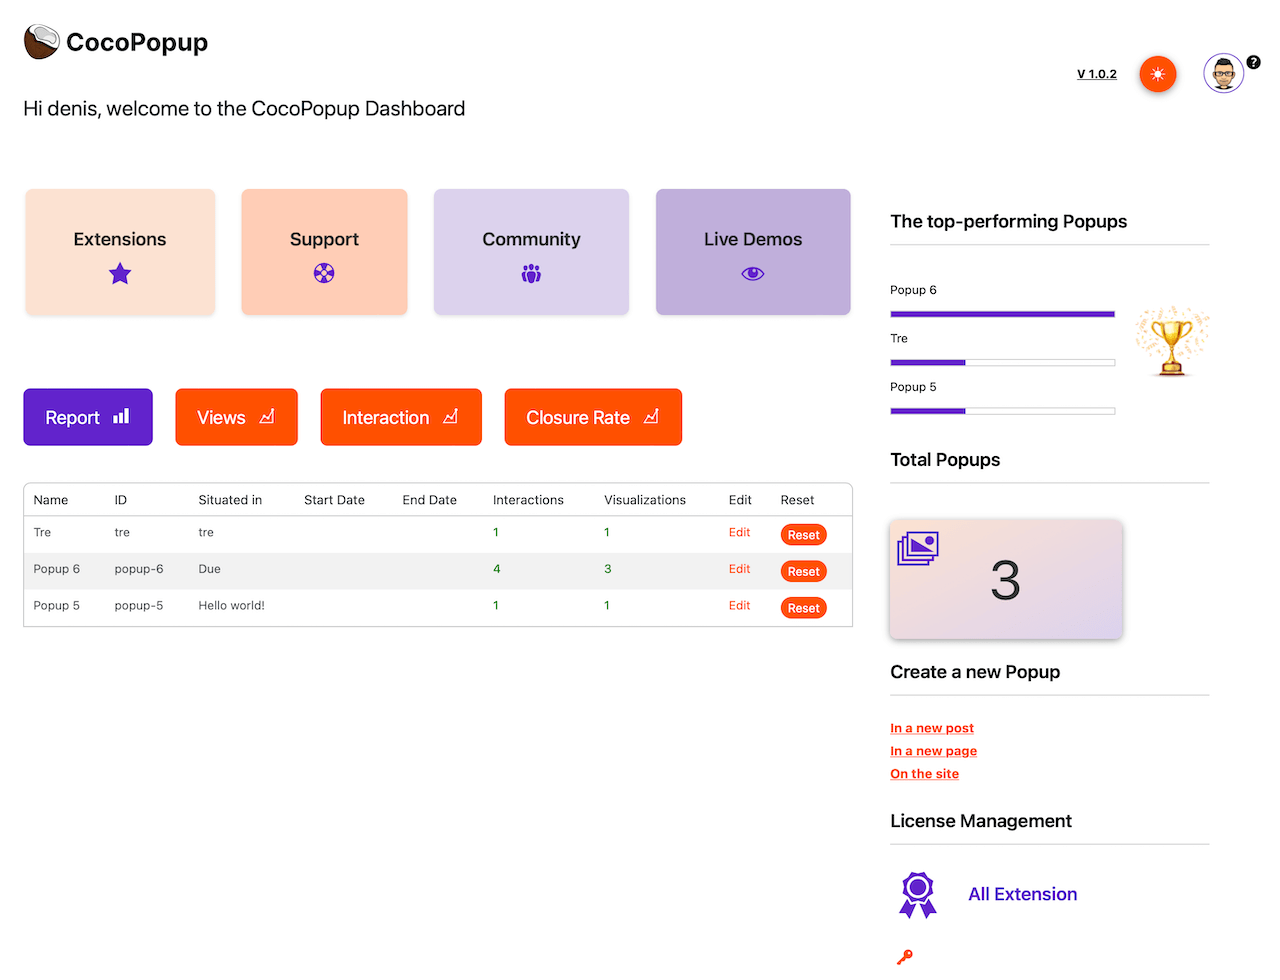 CocoPopup
V 1.0.2
?
Hi denis, welcome to the CocoPopup Dashboard
Extensions
Support
Community
Live Demos
Report
Views
Interaction
Closure Rate
Name ID Situated in Start Date End Date Interactions Visualizations Edit Reset
Tre tre tre 1 1 Edit Reset
Popup 6 popup-6 Due 4 3 Edit Reset
Popup 5 popup-5 Hello world! 1 1 Edit Reset
The top-performing Popups
Popup 6
Tre
Popup 5
Total Popups
3
Create a new Popup
In a new post
In a new page
On the site
License Management
All Extension